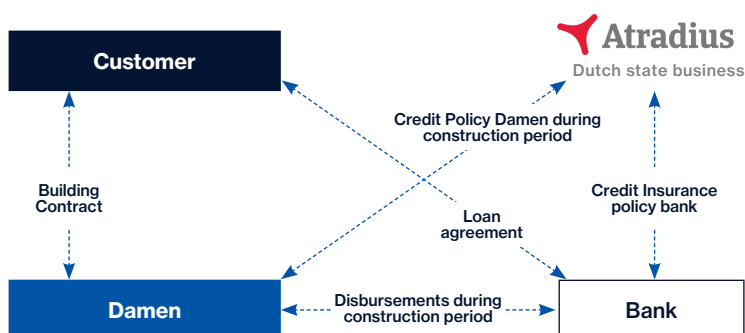 Customer
Atradius
Dutch state business
Credit Policy Damen during
construction period
Building
Contract
Credit Insurance
policy bank
Loan
agreement
Damen
Disbursements during
construction period
Bank